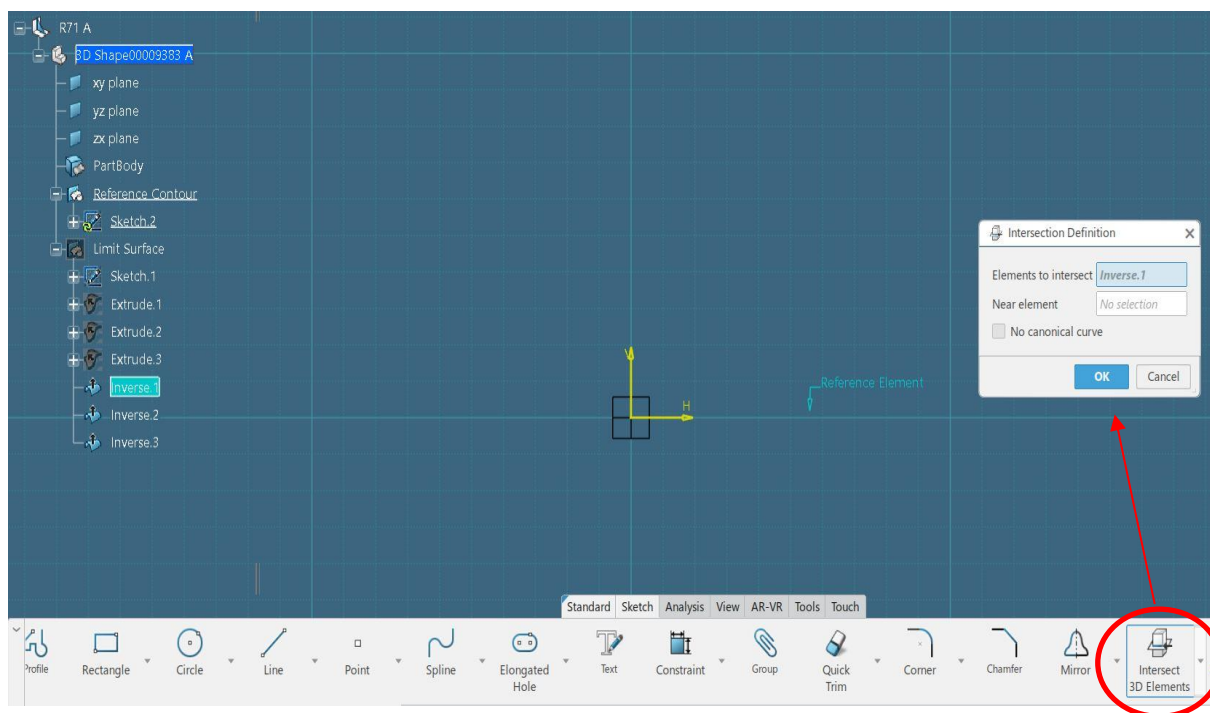 R71 A
3D Shape00009383 A
xy plane
yz plane
zx plane
PartBody
Reference Contour
Sketch.2
Limit Surface
Sketch.1
Extrude.1
Extrude.2
Extrude.3
Inverse.1
Inverse.2
Inverse.3
V
H
Reference Element
Intersection Definition
Elements to intersect Inverse.1
Near element No selection
No canonical curve
OK Cancel
Standard Sketch Analysis View AR-VR Tools Touch
Profile Rectangle Circle Line Point Spline Elongated Text Constraint Group Quick Corner Chamfer Mirror Intersect
Hole Trim 3D Elements